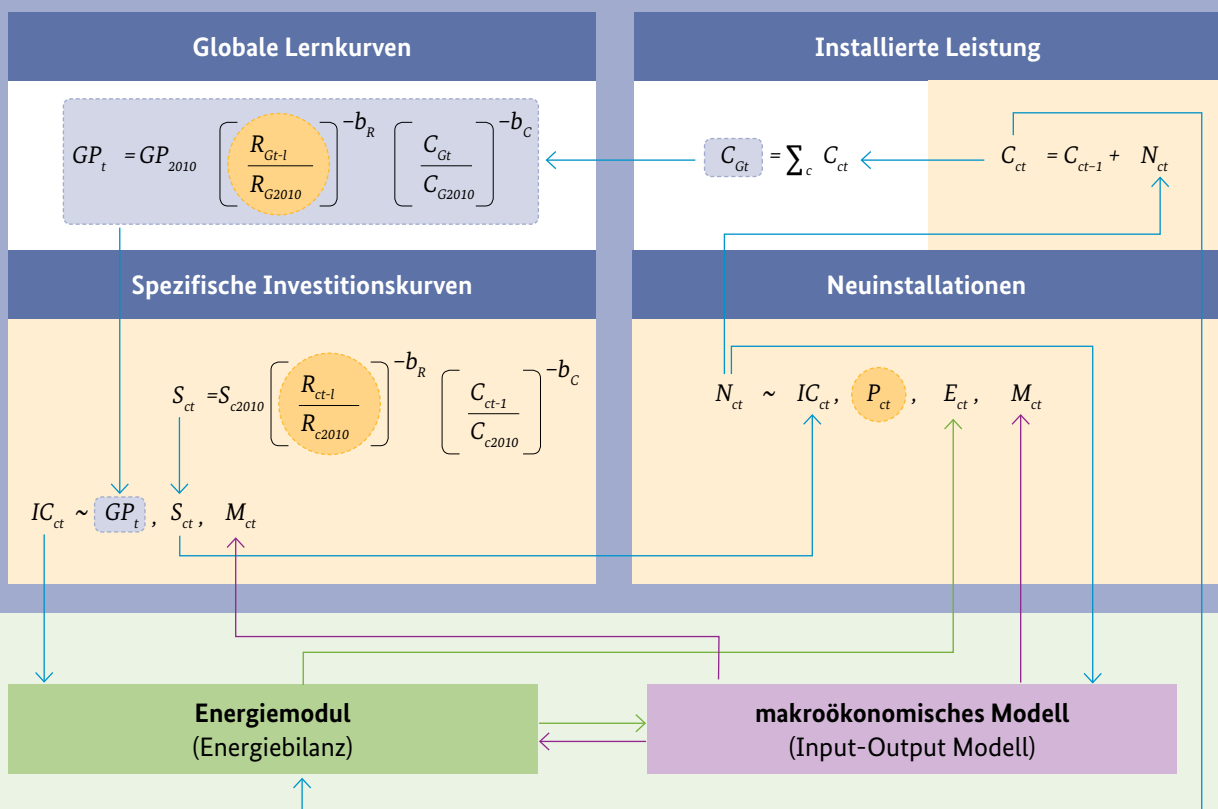 Globale Lernkurven
GP_t = GP_2010 [R_Gt-l / R_G2010]^–b_R [C_Gt / C_G2010]^–b_C
Installierte Leistung
C_Gt = ∑_c C_ct
C_ct = C_ct–1 + N_ct
Spezifische Investitionskurven
S_ct = S_c2010 [R_ct-l / R_c2010]^–b_R [C_ct-1 / C_c2010]^–b_C
IC_ct ~ GP_t , S_ct, M_ct
Neuinstallationen
N_ct ~ IC_ct, P_ct , E_ct, M_ct
Energiemodul
(Energiebilanz)
makroökonomisches Modell
(Input-Output Modell)